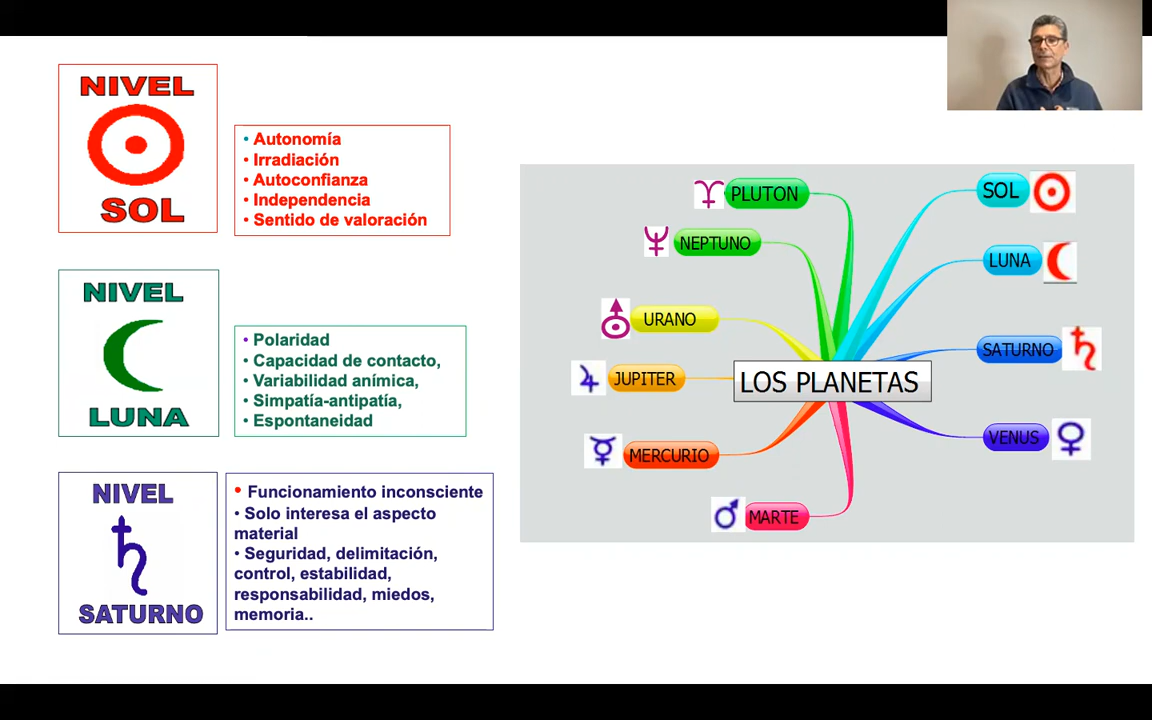 NIVEL
SOL
• Autonomía
• Irradiación
• Autoconfianza
• Independencia
• Sentido de valoración
NIVEL
LUNA
• Polaridad
• Capacidad de contacto,
• Variabilidad anímica,
• Simpatía-antipatía,
• Espontaneidad
NIVEL
SATURNO
• Funcionamiento inconsciente
• Solo interesa el aspecto
material
• Seguridad, delimitación,
control, estabilidad,
responsabilidad, miedos,
memoria..
LOS PLANETAS
PLUTON
NEPTUNO
URANO
JUPITER
MERCURIO
MARTE
SOL
LUNA
SATURNO
VENUS